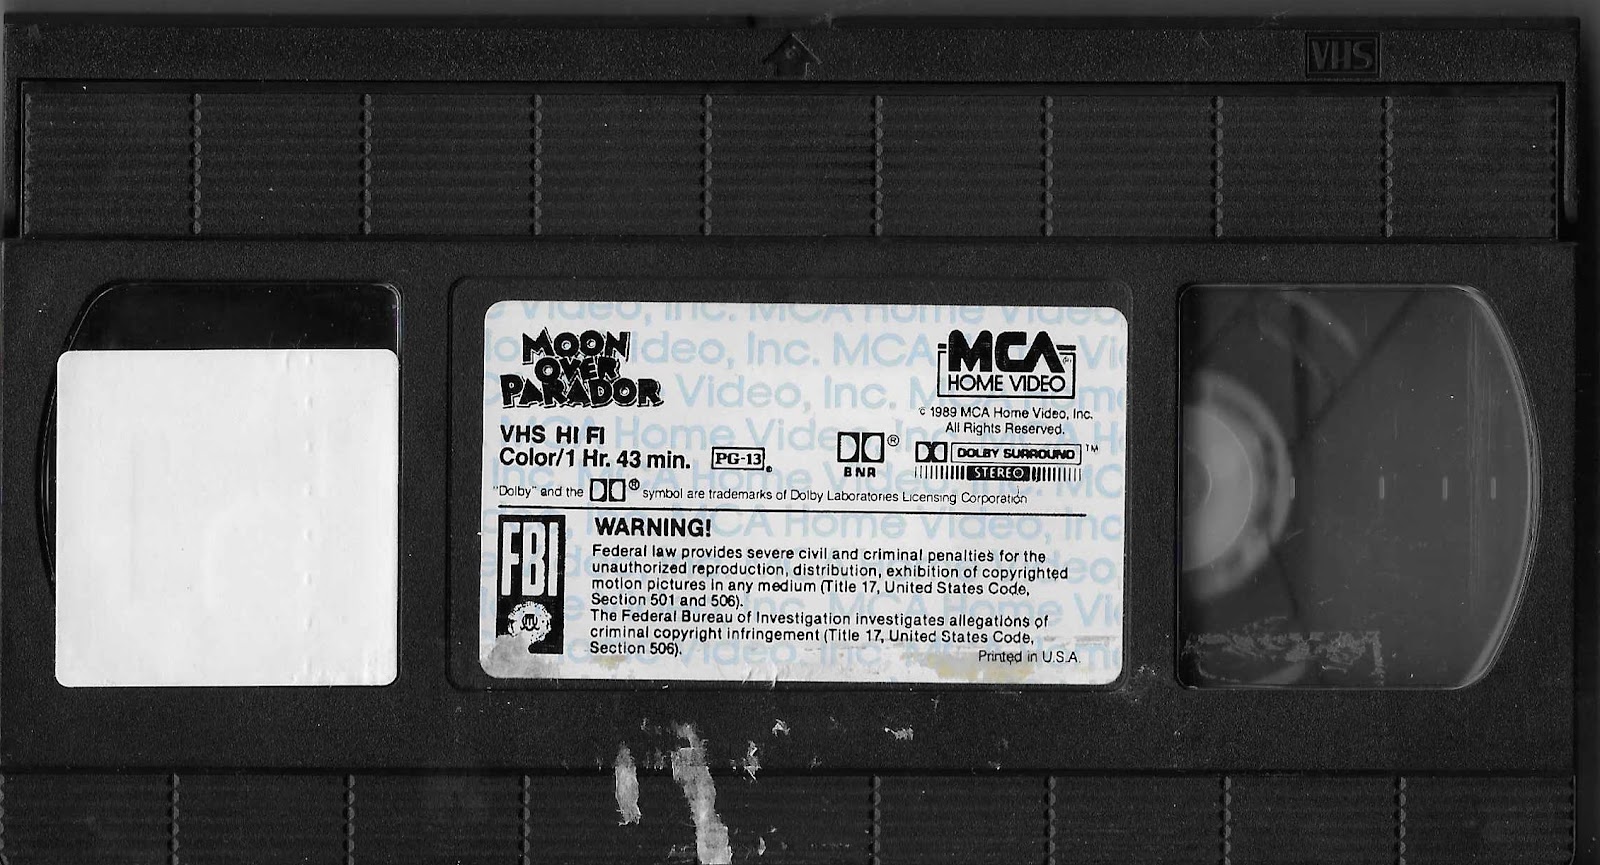 VHS
MOON
OVER
PARADOR
MCA
HOME VIDEO
© 1989 MCA Home Video, Inc.
All Rights Reserved.
VHS HI FI
Color/1 Hr. 43 min.
PG-13
®
BNR
DOLBY SURROUND ™
STEREO
"Dolby" and the ® symbol are trademarks of Dolby Laboratories Licensing Corporation
FBI
WARNING!
Federal law provides severe civil and criminal penalties for the
unauthorized reproduction, distribution, exhibition of copyrighted
motion pictures in any medium (Title 17, United States Code,
Section 501 and 506).
The Federal Bureau of Investigation investigates allegations of
criminal copyright infringement (Title 17, United States Code,
Section 506).
Printed in U.S.A.